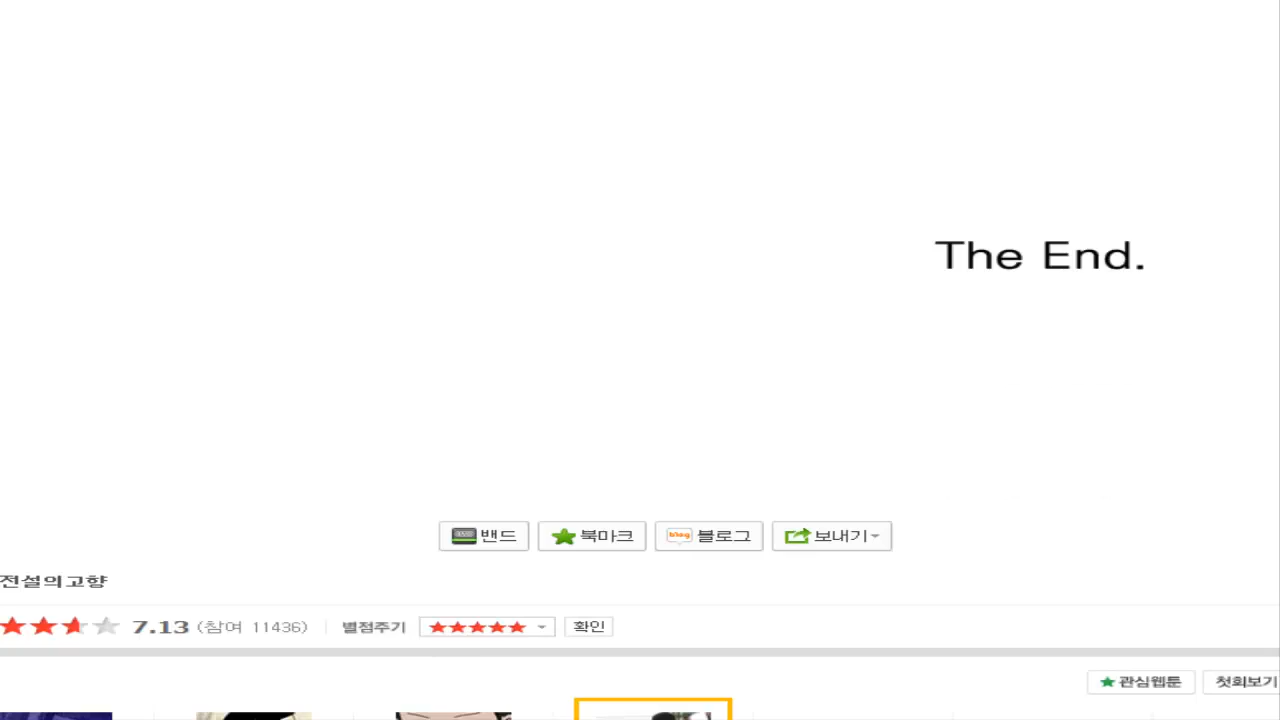 The End.
밴드 북마크 blog 블로그 보내기
전설의고향
7.13 (참여 11436) 별점주기 확인
관심웹툰 첫회보기